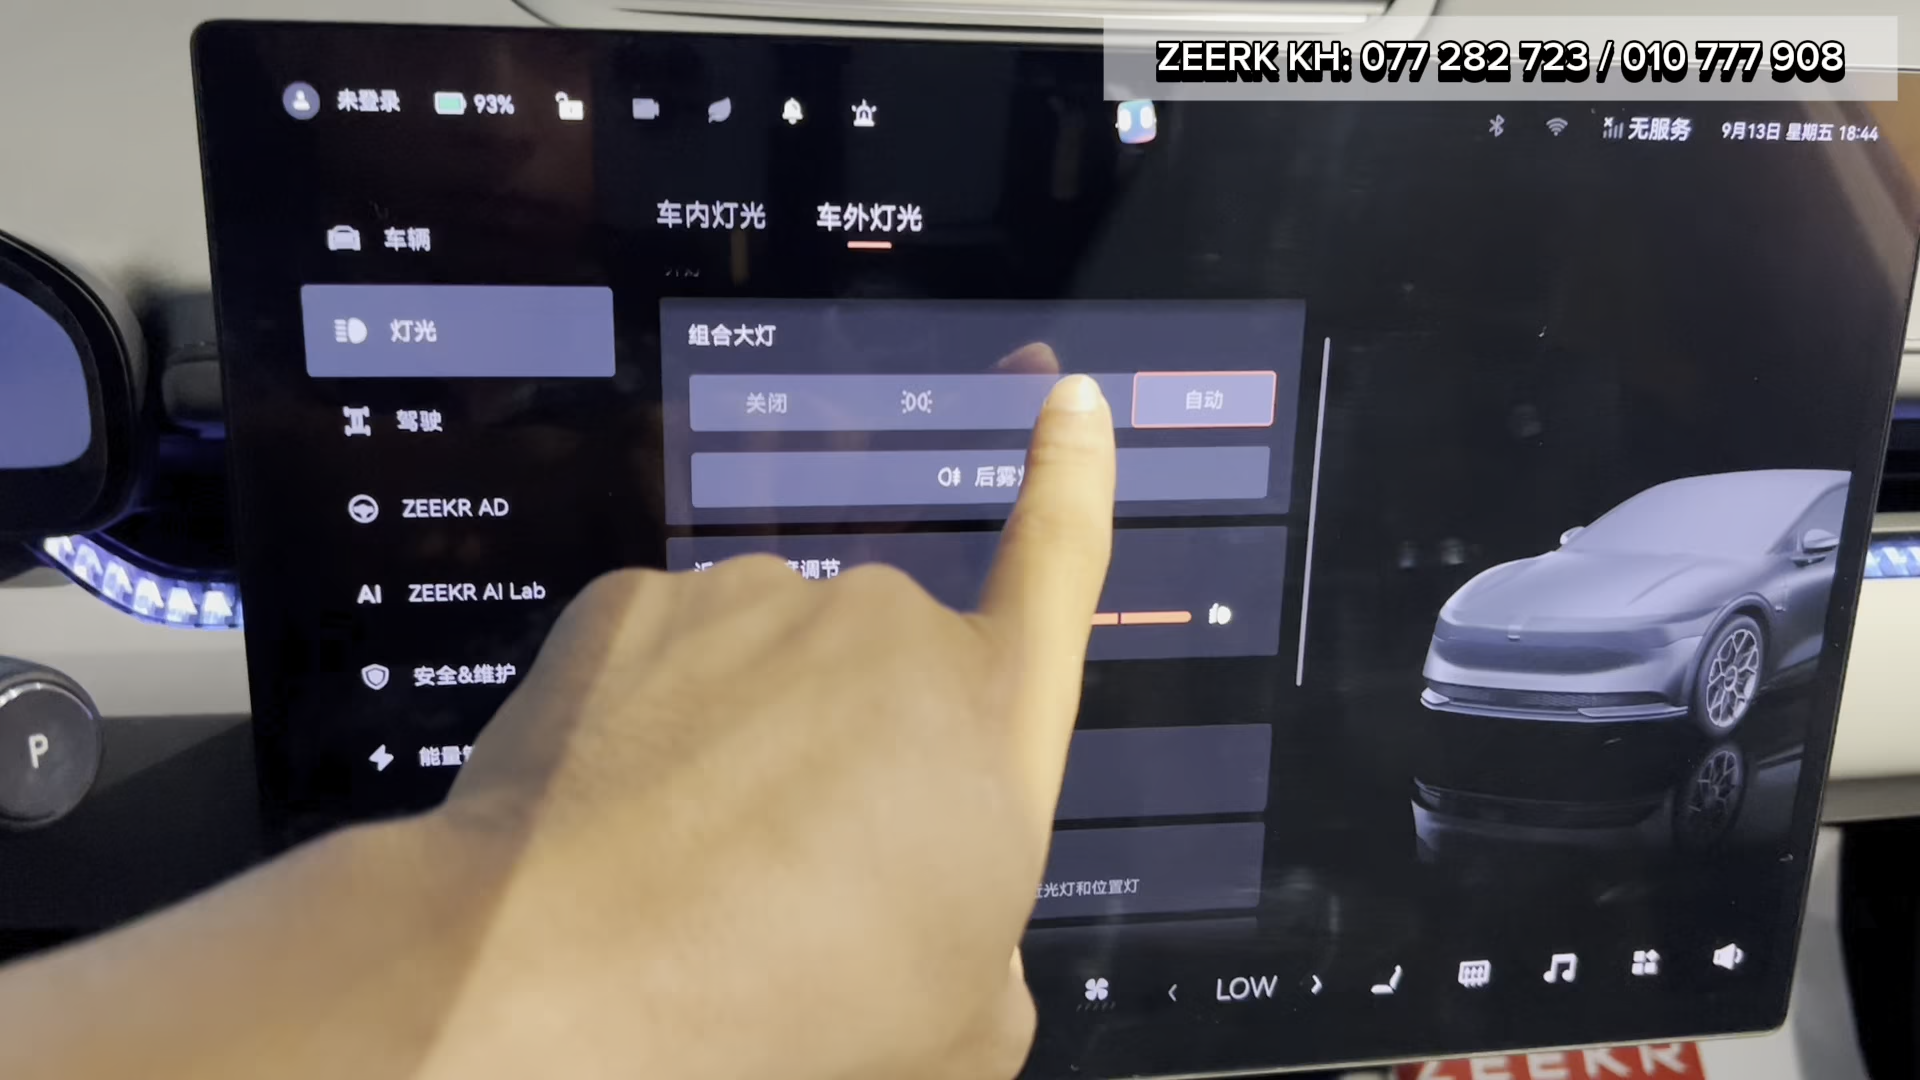 ZEERK KH: 077 282 723 / 010 777 908
未登录
93%
无服务
9月13日 星期五 18:44
车内灯光
车外灯光
车辆
灯光
驾驶
ZEEKR AD
AI ZEEKR AI Lab
安全&维护
能量
组合大灯
关闭
自动
后雾
调节
光灯和位置灯
LOW
P
ZEEKR